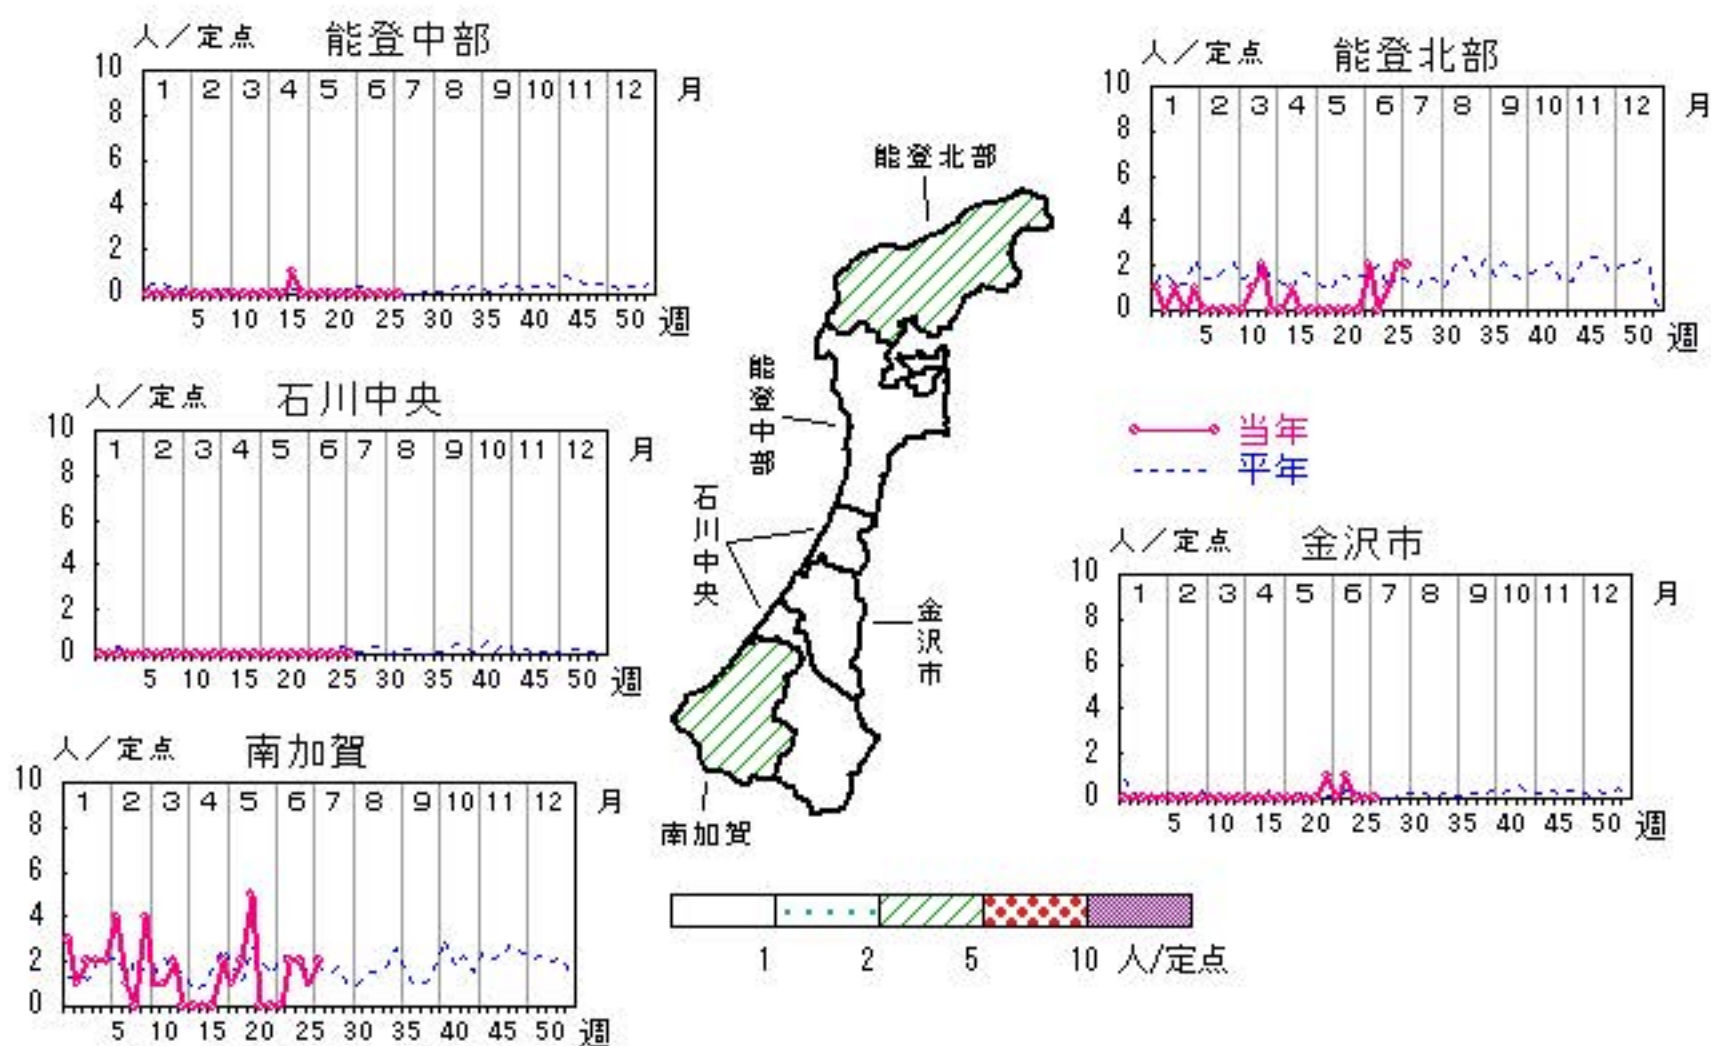 人／定点 能登中部
10 8 6 4 2 0
1 2 3 4 5 6 7 8 9 10 11 12 月
5 10 15 20 25 30 35 40 45 50 週
人／定点 能登北部
10 8 6 4 2 0
1 2 3 4 5 6 7 8 9 10 11 12 月
5 10 15 20 25 30 35 40 45 50 週
能登北部
能登中部
石川中央
金沢市
南加賀
人／定点 石川中央
10 8 6 4 2 0
1 2 3 4 5 6 7 8 9 10 11 12 月
5 10 15 20 25 30 35 40 45 50 週
当年
平年
人／定点 金沢市
10 8 6 4 2 0
1 2 3 4 5 6 7 8 9 10 11 12 月
5 10 15 20 25 30 35 40 45 50 週
人／定点 南加賀
10 8 6 4 2 0
1 2 3 4 5 6 7 8 9 10 11 12 月
5 10 15 20 25 30 35 40 45 50 週
1 2 5 10 人/定点